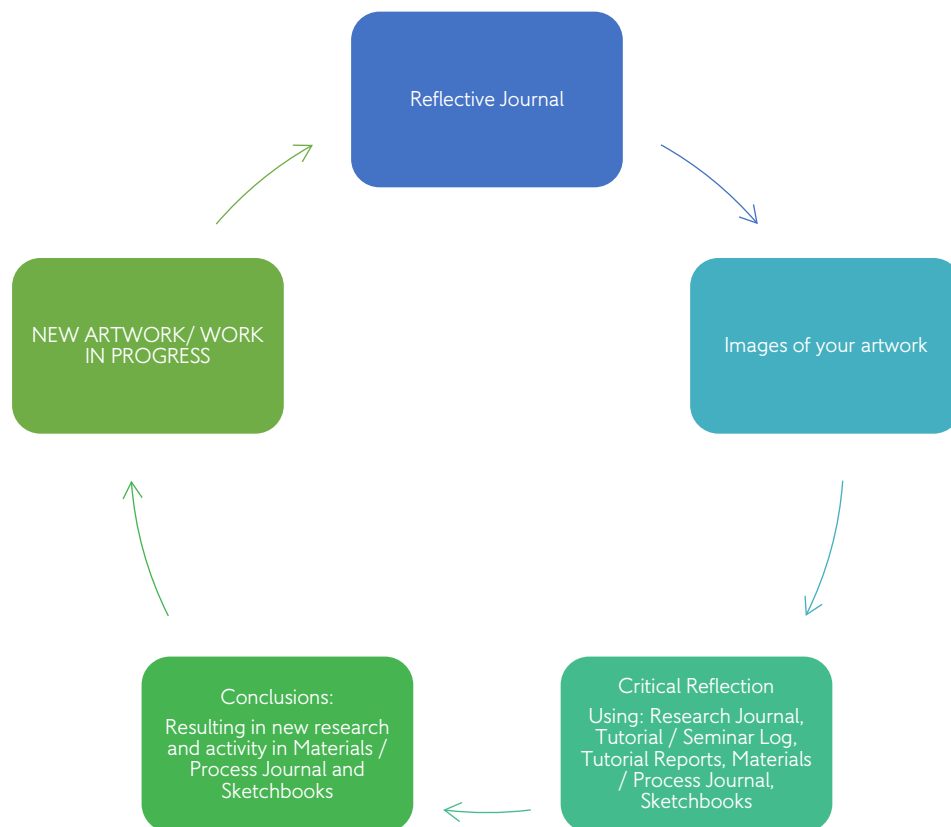 Reflective Journal
Images of your artwork
Critical Reflection
Using: Research Journal,
Tutorial / Seminar Log,
Tutorial Reports, Materials
/ Process Journal,
Sketchbooks
Conclusions:
Resulting in new research
and activity in Materials /
Process Journal and
Sketchbooks
NEW ARTWORK/ WORK
IN PROGRESS